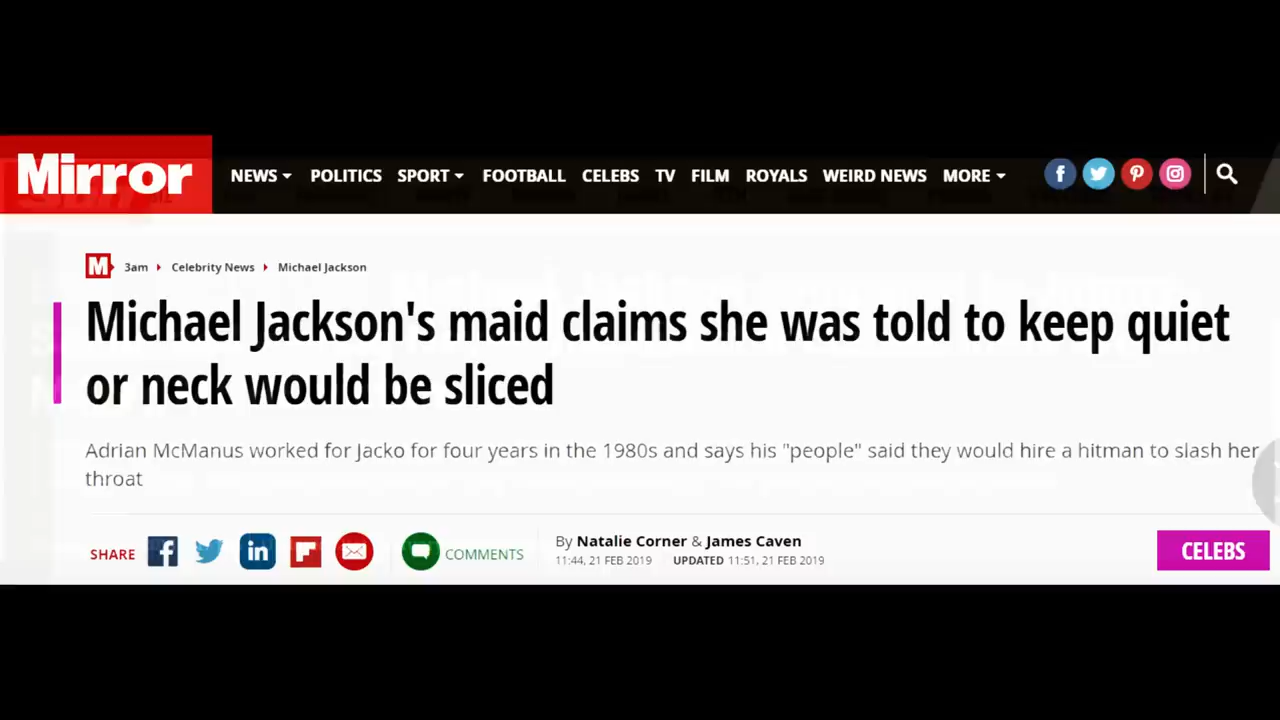 Mirror NEWS POLITICS SPORT FOOTBALL CELEBS TV FILM ROYALS WEIRD NEWS MORE
M 3am Celebrity News Michael Jackson
Michael Jackson's maid claims she was told to keep quiet
or neck would be sliced
Adrian McManus worked for Jacko for four years in the 1980s and says his "people" said they would hire a hitman to slash her
throat
SHARE COMMENTS
By Natalie Corner & James Caven
11:44, 21 FEB 2019 UPDATED 11:51, 21 FEB 2019
CELEBS